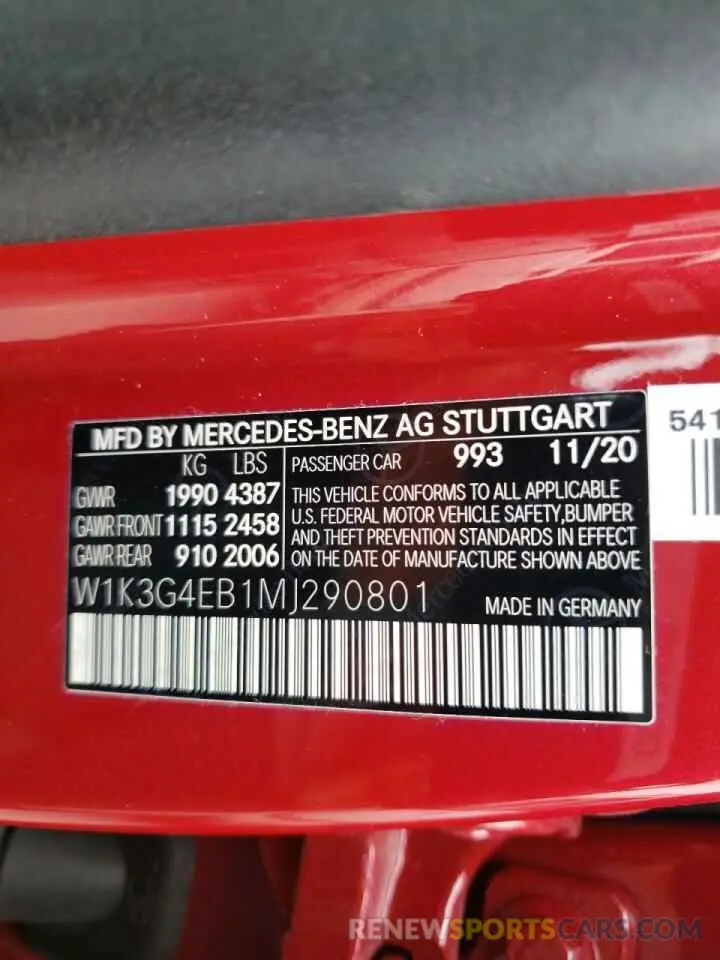 MFD BY MERCEDES-BENZ AG STUTTGART
KG LBS
GVWR 1990 4387
GAWR FRONT 1115 2458
GAWR REAR 910 2006
PASSENGER CAR 993 11/20
THIS VEHICLE CONFORMS TO ALL APPLICABLE
U.S. FEDERAL MOTOR VEHICLE SAFETY,BUMPER
AND THEFT PREVENTION STANDARDS IN EFFECT
ON THE DATE OF MANUFACTURE SHOWN ABOVE
W1K3G4EB1MJ290801
MADE IN GERMANY
541
RENEWSPORTSCARS.COM